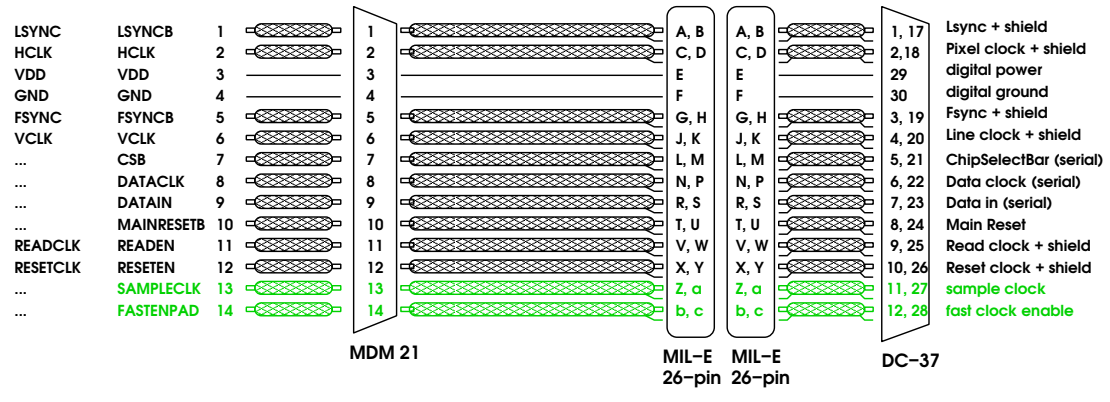 LSYNC LSYNCB 1 1 A, B A, B 1, 17 Lsync + shield
HCLK HCLK 2 2 C, D C, D 2,18 Pixel clock + shield
VDD VDD 3 3 E E 29 digital power
GND GND 4 4 F F 30 digital ground
FSYNC FSYNCB 5 5 G, H G, H 3, 19 Fsync + shield
VCLK VCLK 6 6 J, K J, K 4, 20 Line clock + shield
... CSB 7 7 L, M L, M 5, 21 ChipSelectBar (serial)
... DATACLK 8 8 N, P N, P 6, 22 Data clock (serial)
... DATAIN 9 9 R, S R, S 7, 23 Data in (serial)
... MAINRESETB 10 10 T, U T, U 8, 24 Main Reset
READCLK READEN 11 11 V, W V, W 9, 25 Read clock + shield
RESETCLK RESETEN 12 12 X, Y X, Y 10, 26 Reset clock + shield
... SAMPLECLK 13 13 Z, a Z, a 11, 27 sample clock
... FASTENPAD 14 14 b, c b, c 12, 28 fast clock enable
MDM 21 MIL-E MIL-E DC-37
26-pin 26-pin